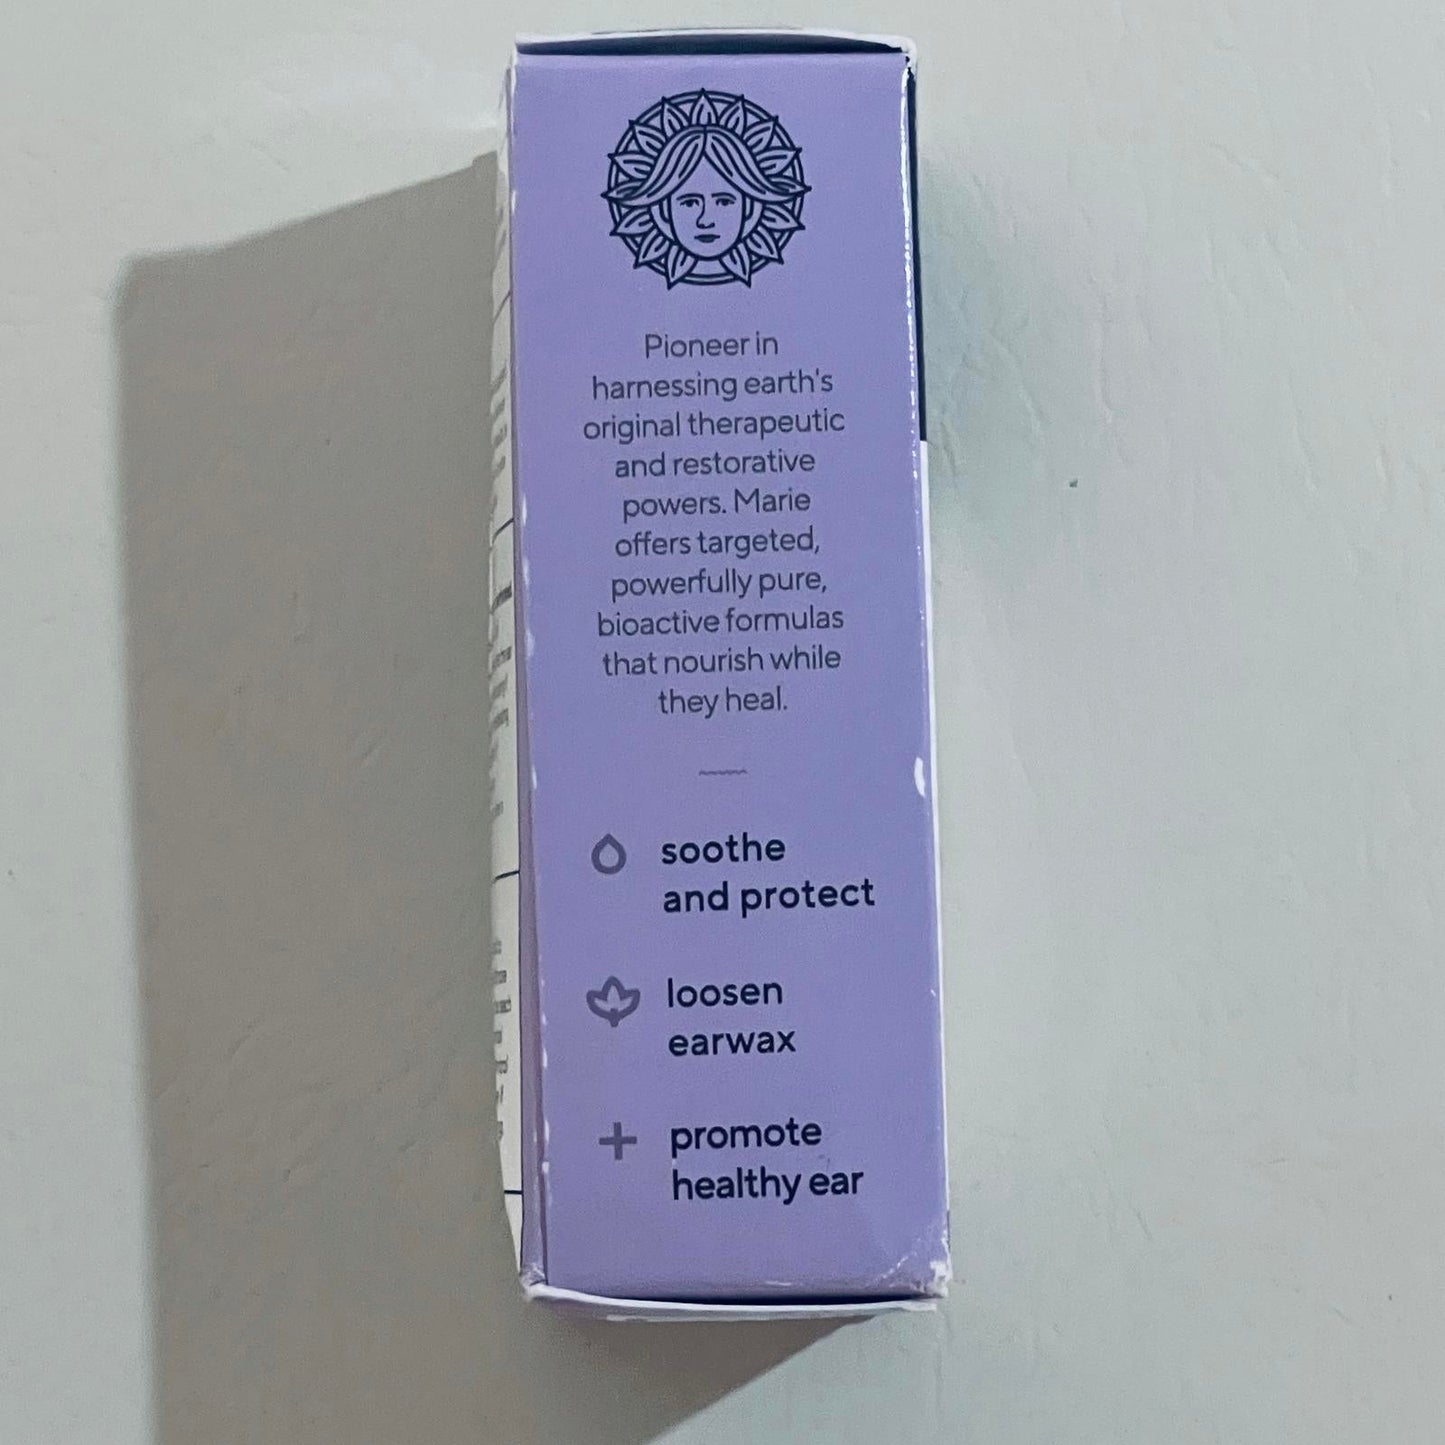 Pioneer in
harnessing earth's
original therapeutic
and restorative
powers. Marie
offers targeted,
powerfully pure,
bioactive formulas
that nourish while
they heal.
soothe
and protect
loosen
earwax
promote
healthy ear